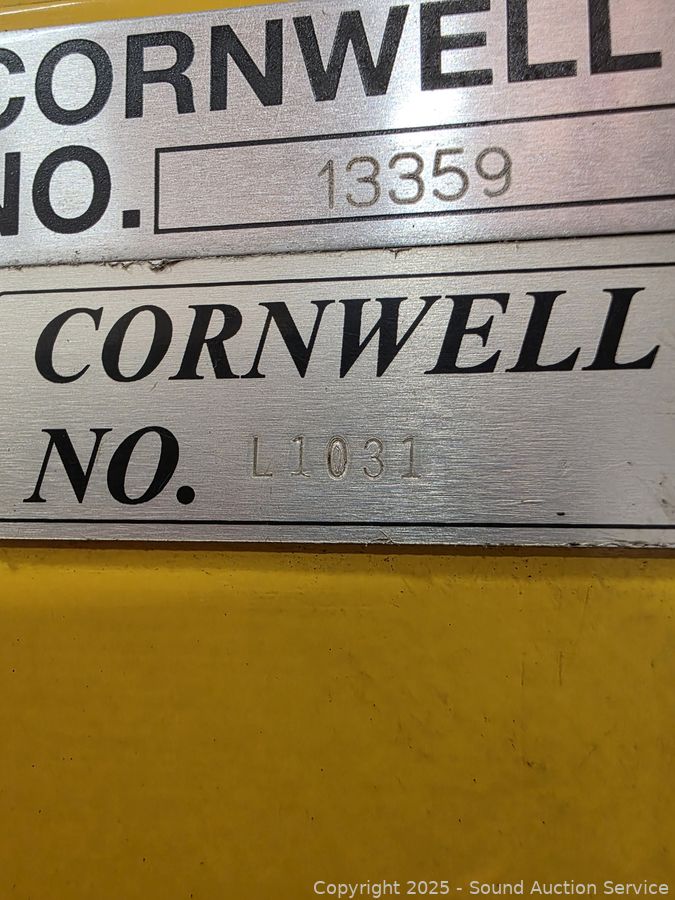 CORNWELL
NO. 13359
CORNWELL
NO. L1031
Copyright 2025 - Sound Auction Service